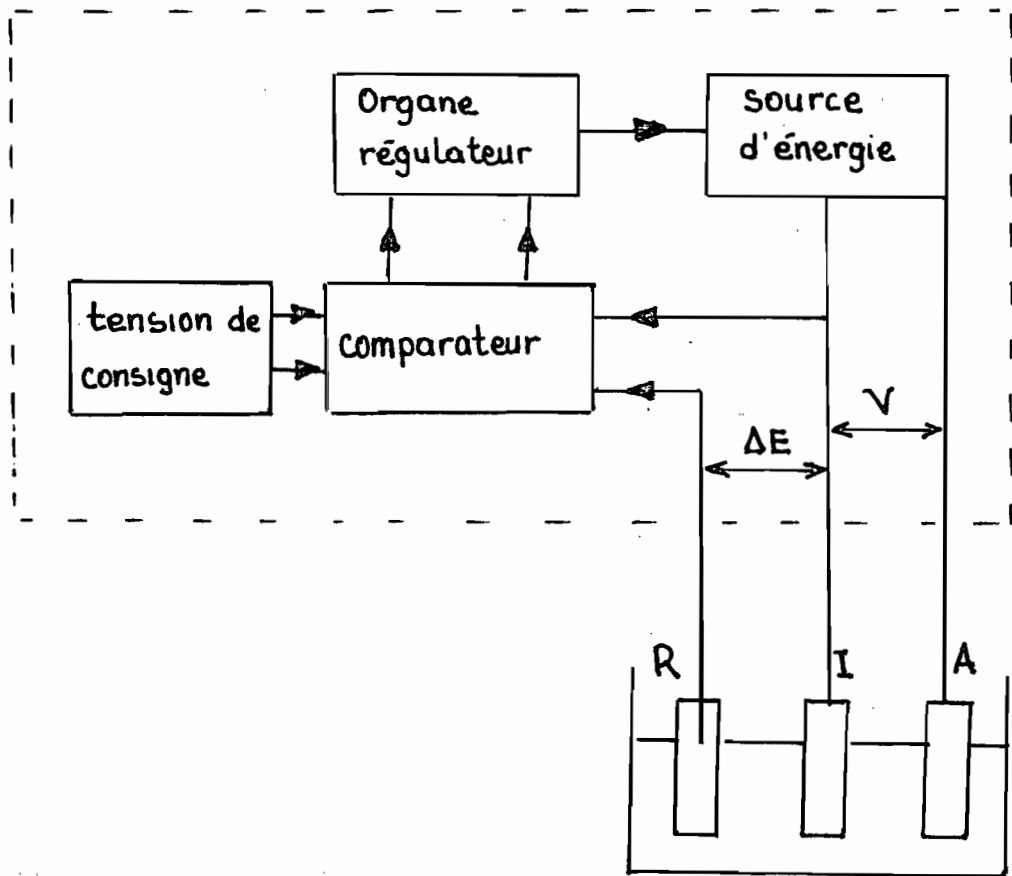 Organe
régulateur
source
d'énergie
tension de
consigne
comparateur
V
ΔE
R
I
A